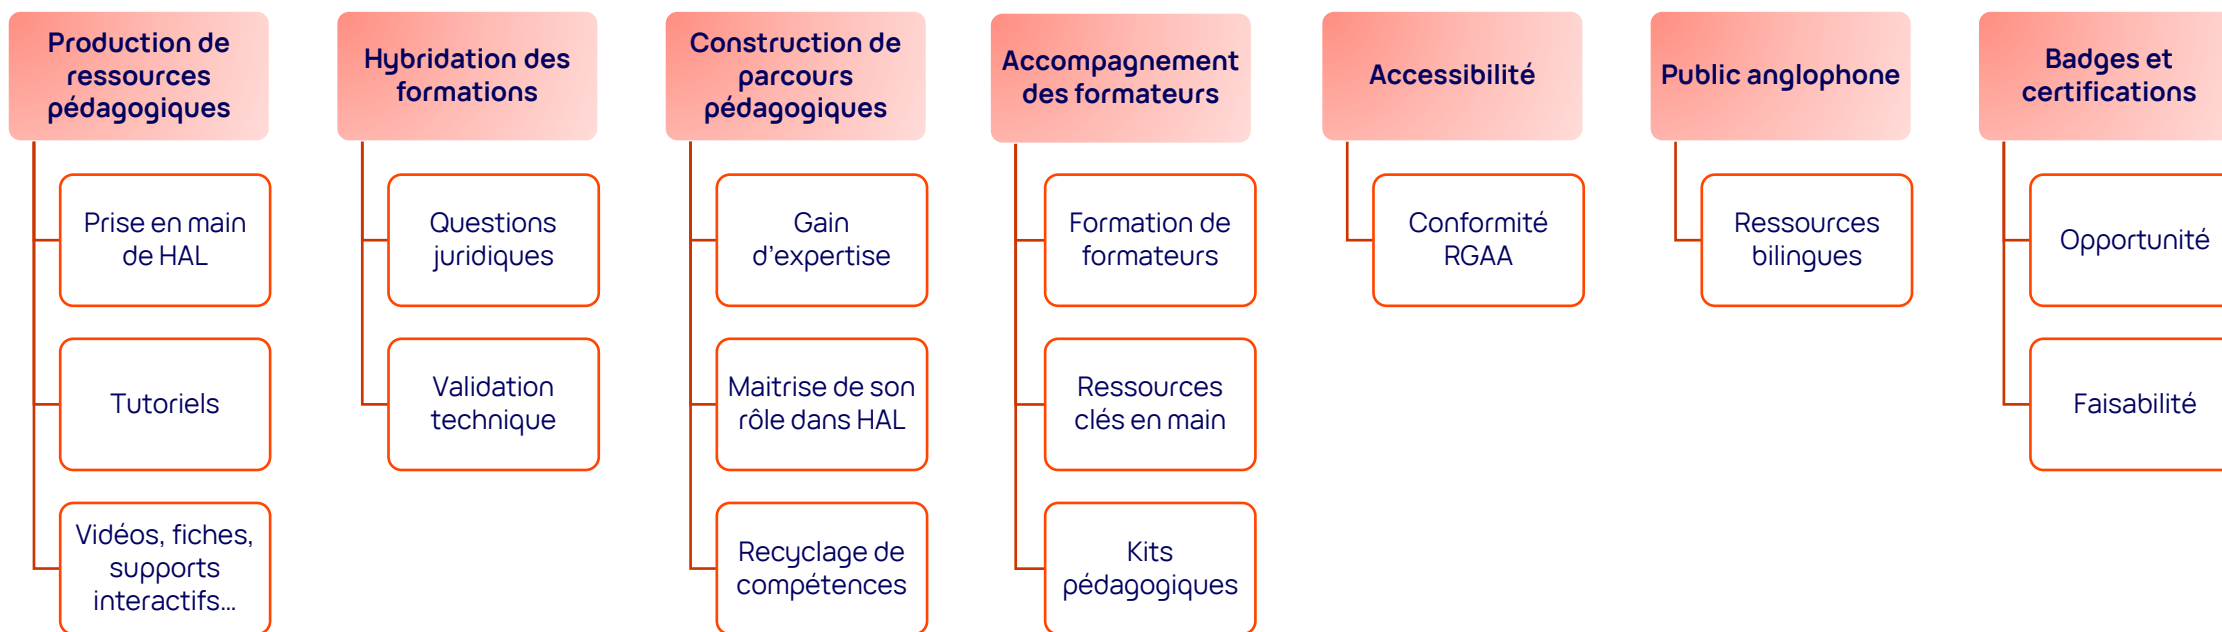 Production de
ressources
pédagogiques
Prise en main
de HAL
Tutoriels
Vidéos, fiches,
supports
interactifs...
Hybridation des
formations
Questions
juridiques
Validation
technique
Construction de
parcours
pédagogiques
Gain
d'expertise
Maitrise de son
rôle dans HAL
Recyclage de
compétences
Accompagnement
des formateurs
Formation de
formateurs
Ressources
clés en main
Kits
pédagogiques
Accessibilité
Conformité
RGAA
Public anglophone
Ressources
bilingues
Badges et
certifications
Opportunité
Faisabilité